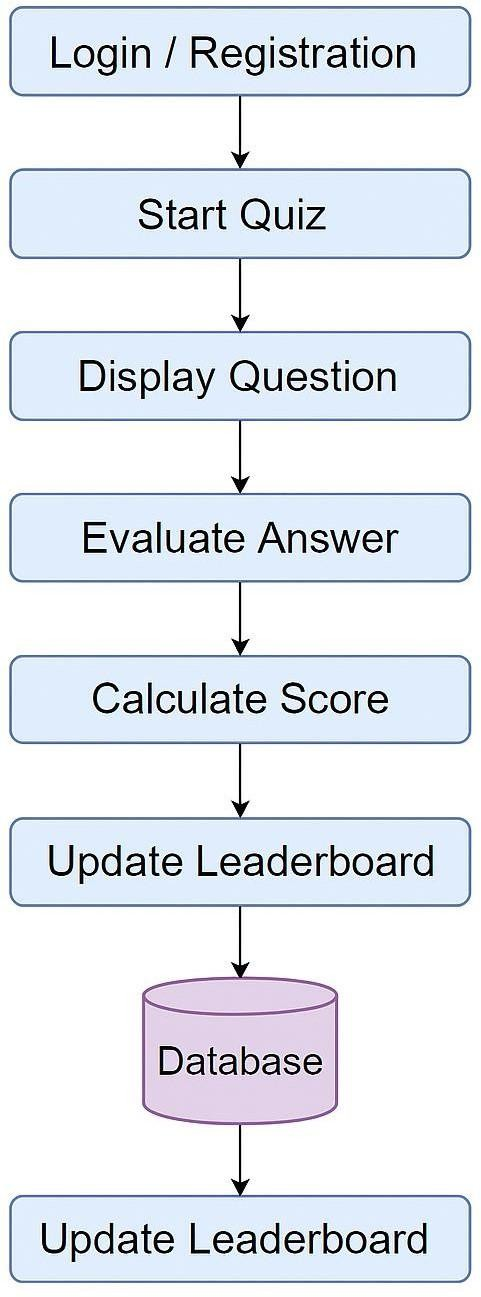 Login / Registration
Start Quiz
Display Question
Evaluate Answer
Calculate Score
Update Leaderboard
Database
Update Leaderboard